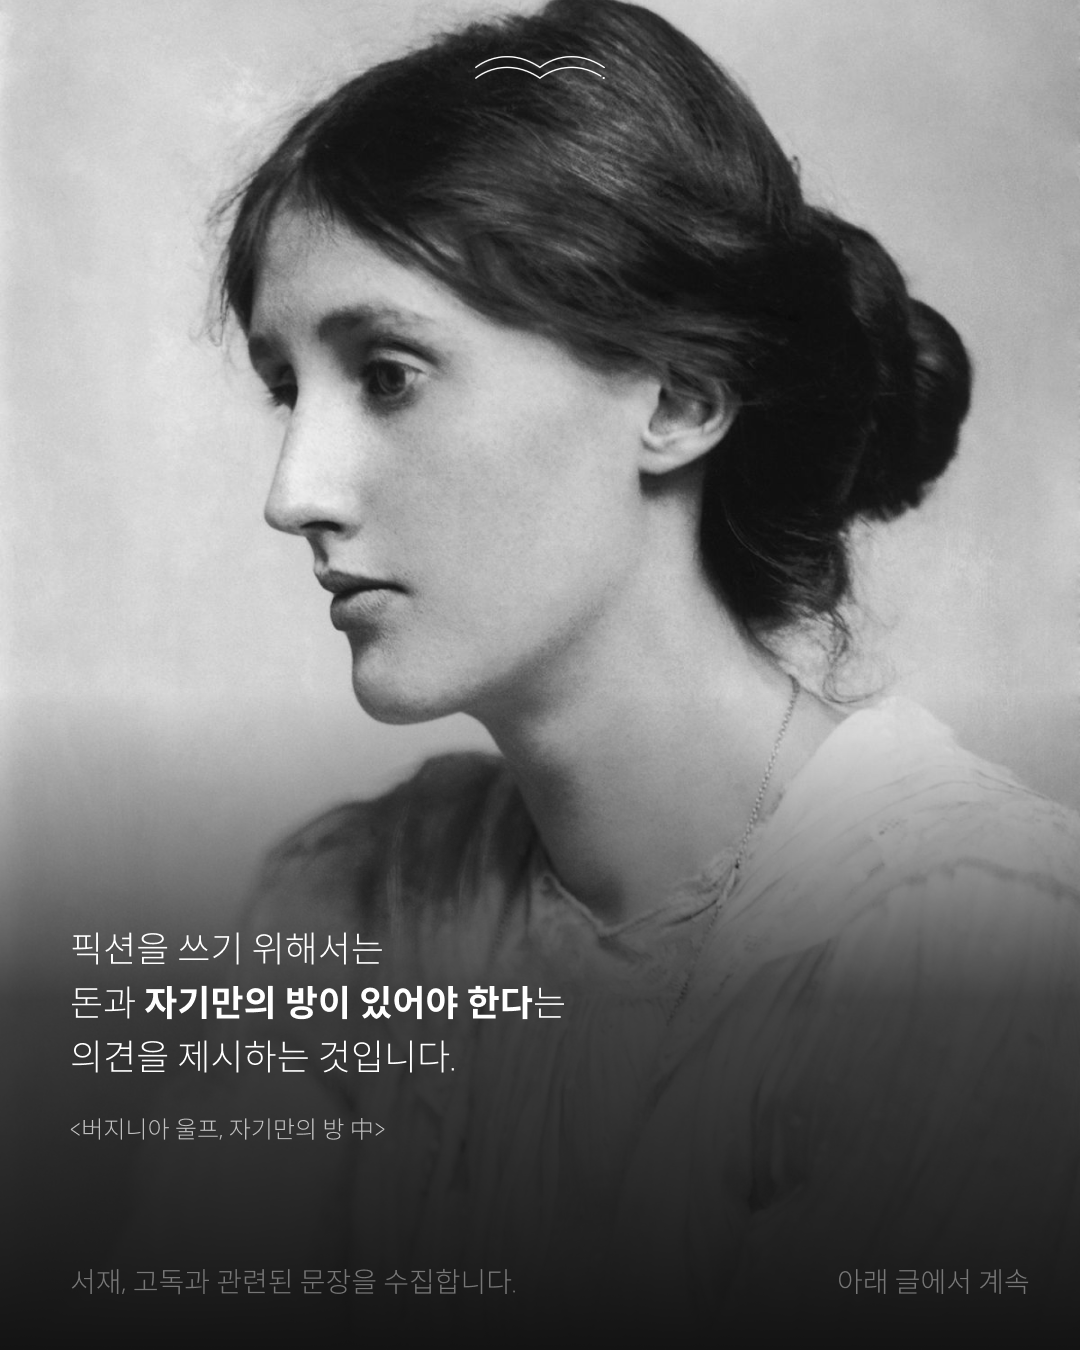 픽션을 쓰기 위해서는
돈과 자기만의 방이 있어야 한다는
의견을 제시하는 것입니다.
<버지니아 울프, 자기만의 방 中>
서재, 고독과 관련된 문장을 수집합니다.
아래 글에서 계속